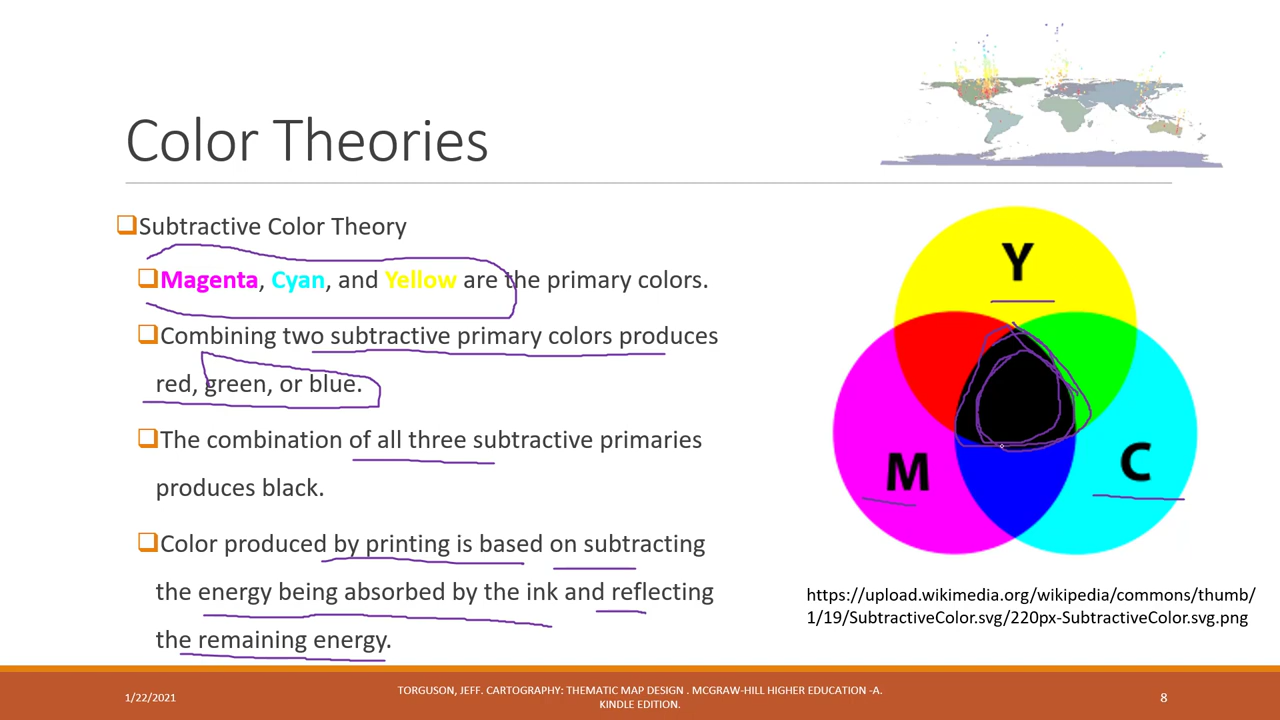 Color Theories
Subtractive Color Theory
Magenta, Cyan, and Yellow are the primary colors.
Combining two subtractive primary colors produces
red, green, or blue.
The combination of all three subtractive primaries
produces black.
Color produced by printing is based on subtracting
the energy being absorbed by the ink and reflecting
the remaining energy.
Y
M
C
https://upload.wikimedia.org/wikipedia/commons/thumb/
1/19/SubtractiveColor.svg/220px-SubtractiveColor.svg.png
1/22/2021
TORGUSON, JEFF. CARTOGRAPHY: THEMATIC MAP DESIGN . MCGRAW-HILL HIGHER EDUCATION -A.
KINDLE EDITION.
8